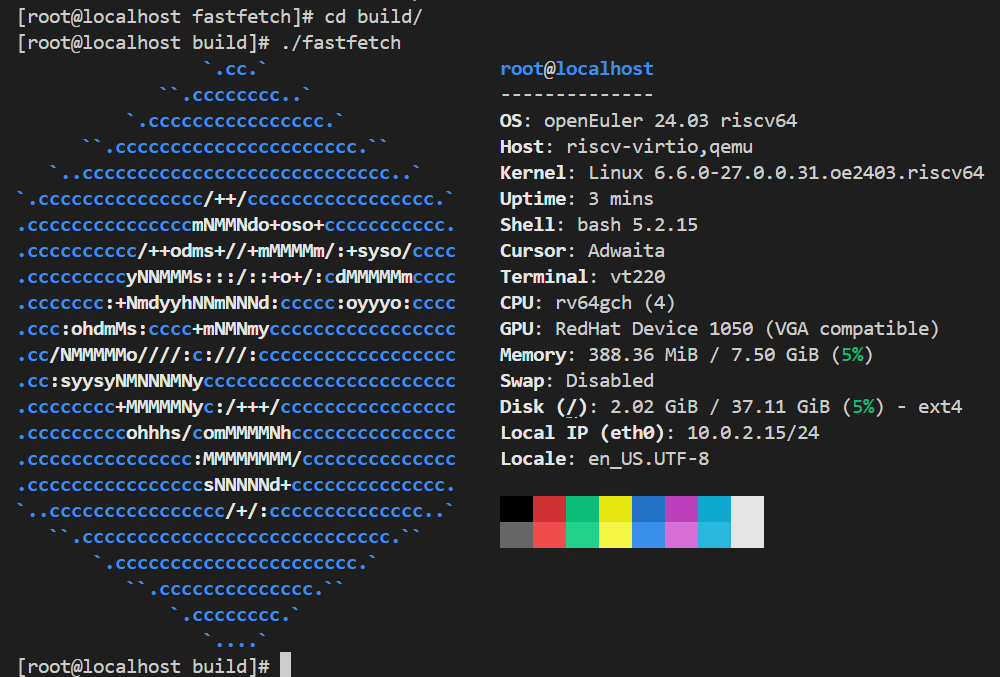 [root@localhost fastfetch]# cd build/
[root@localhost build]# ./fastfetch
                 `.cc.`                     root@localhost
             ``.cccccccc..`                 --------------
          `.cccccccccccccccc.`              OS: openEuler 24.03 riscv64
      ``.cccccccccccccccccccccc.``          Host: riscv-virtio,qemu
   `..cccccccccccccccccccccccccccc..`       Kernel: Linux 6.6.0-27.0.0.31.oe2403.riscv64
`.ccccccccccccccc/++/ccccccccccccccccc.`    Uptime: 3 mins
.cccccccccccccccmNMMNdo+oso+ccccccccccc.    Shell: bash 5.2.15
.cccccccccc/++odms+//+mMMMMm/:+syso/cccc    Cursor: Adwaita
.cccccccccyNNMMMs:::/::+o+/:cdMMMMMmcccc    Terminal: vt220
.ccccccc:+NmdyyhNNmNNNd:ccccc:oyyyo:cccc    CPU: rv64gch (4)
.ccc:ohdmMs:cccc+mNMNmyccccccccccccccccc    GPU: RedHat Device 1050 (VGA compatible)
.cc/NMMMMMo////:c:///:cccccccccccccccccc    Memory: 388.36 MiB / 7.50 GiB (5%)
.cc:syysyNMNNNMNyccccccccccccccccccccccc    Swap: Disabled
.cccccccc+MMMMMNyc:/+++/cccccccccccccccc    Disk (/): 2.02 GiB / 37.11 GiB (5%) - ext4
.cccccccccohhhs/comMMMMNhccccccccccccccc    Local IP (eth0): 10.0.2.15/24
.ccccccccccccccc:MMMMMMMM/cccccccccccccc    Locale: en_US.UTF-8
.ccccccccccccccccsNNNNNd+cccccccccccccc.
`..cccccccccccccccc/+/:cccccccccccccc..`
   ``.cccccccccccccccccccccccccccc.``
       `.cccccccccccccccccccccc.`
          ``.cccccccccccccc.``
              `.cccccccc.`
                 `....`
[root@localhost build]#